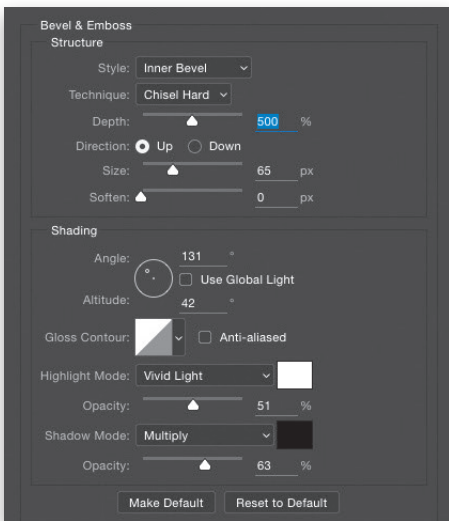 Bevel & Emboss
Structure
Style: Inner Bevel
Technique: Chisel Hard
Depth: 500 %
Direction: Up Down
Size: 65 px
Soften: 0 px
Shading
Angle: 131 °
Use Global Light
Altitude: 42 °
Gloss Contour: Anti-aliased
Highlight Mode: Vivid Light
Opacity: 51 %
Shadow Mode: Multiply
Opacity: 63 %
Make Default Reset to Default